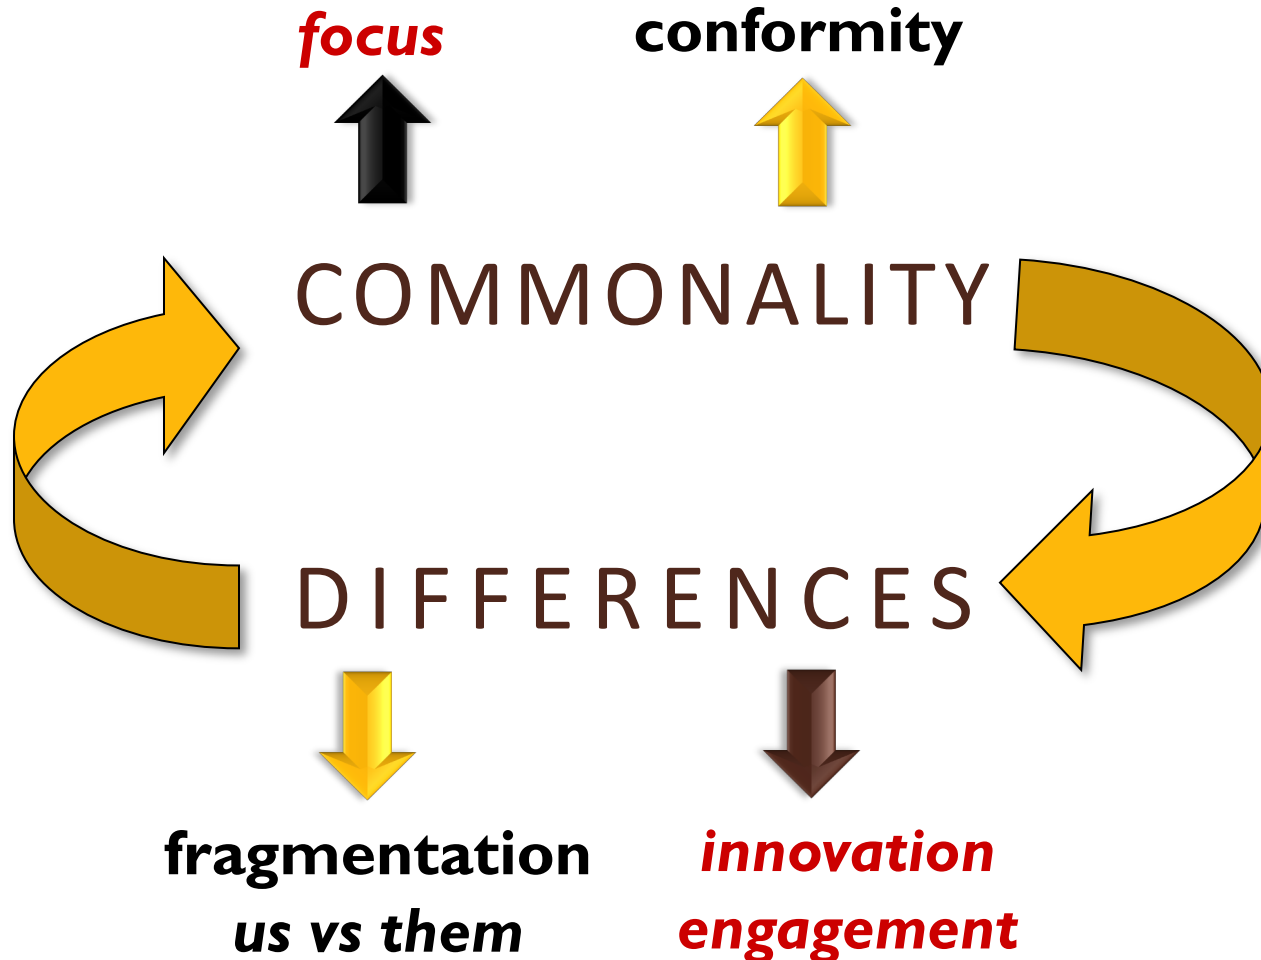 focus conformity
COMMONALITY
DIFFERENCES
fragmentation innovation
us vs them engagement